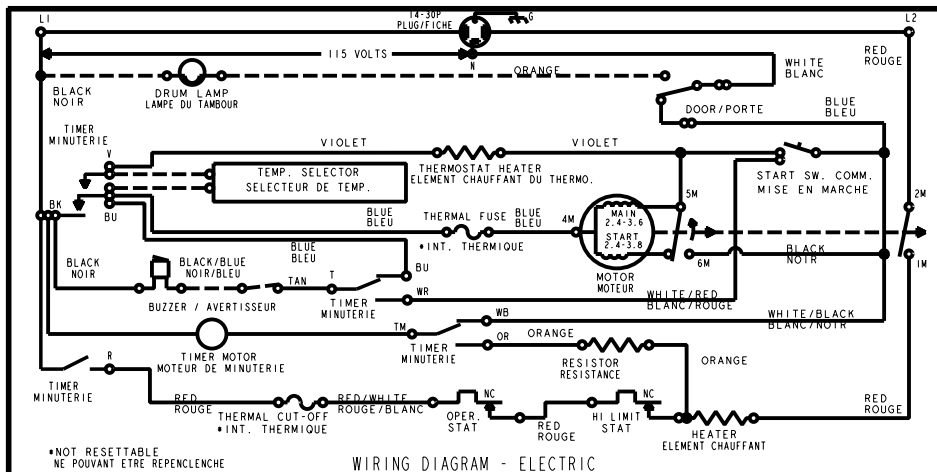 L1
14-30P
PLUG/FICHE
G
L2
115 VOLTS
N
RED
ROUGE
WHITE
BLANC
ORANGE
BLACK
NOIR
DRUM LAMP
LAMPE DU TAMBOUR
DOOR/PORTE
BLUE
BLEU
TIMER
MINUTERIE
V
VIOLET
VIOLET
THERMOSTAT HEATER
ELEMENT CHAUFFANT DU THERMO.
START SW. COMM.
MISE EN MARCHE
TEMP. SELECTOR
SELECTEUR DE TEMP.
BK
BU
BLUE
BLEU
THERMAL FUSE
*INT. THERMIQUE
BLUE
BLEU
4M
MAIN
2.4-3.6
START
2.4-3.8
5M
2M
6M
MOTOR
MOTEUR
BLACK
NOIR
1M
BLUE
BLEU
BLACK
NOIR
BLACK/BLUE
NOIR/BLEU
TAN
T
BU
WR
BUZZER / AVERTISSEUR
TIMER
MINUTERIE
WHITE/RED
BLANC/ROUGE
TM
WB
WHITE/BLACK
BLANC/NOIR
TIMER MOTOR
MOTEUR DE MINUTERIE
TIMER
MINUTERIE
OR
ORANGE
RESISTOR
RESISTANCE
ORANGE
R
TIMER
MINUTERIE
RED
ROUGE
THERMAL CUT-OFF
*INT. THERMIQUE
RED/WHITE
ROUGE/BLANC
OPER.
STAT
NC
RED
ROUGE
HI LIMIT
STAT
NC
HEATER
ELEMENT CHAUFFANT
RED
ROUGE
*NOT RESETTABLE
NE POUVANT ETRE REPENCLENCHE
WIRING DIAGRAM - ELECTRIC